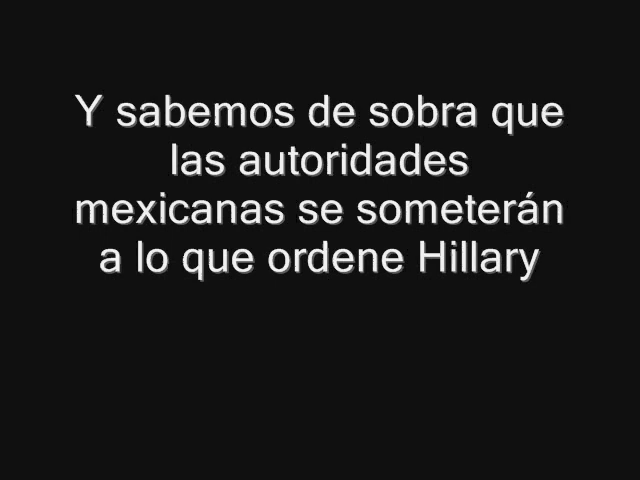 Y sabemos de sobra que
las autoridades
mexicanas se someterán
a lo que ordene Hillary